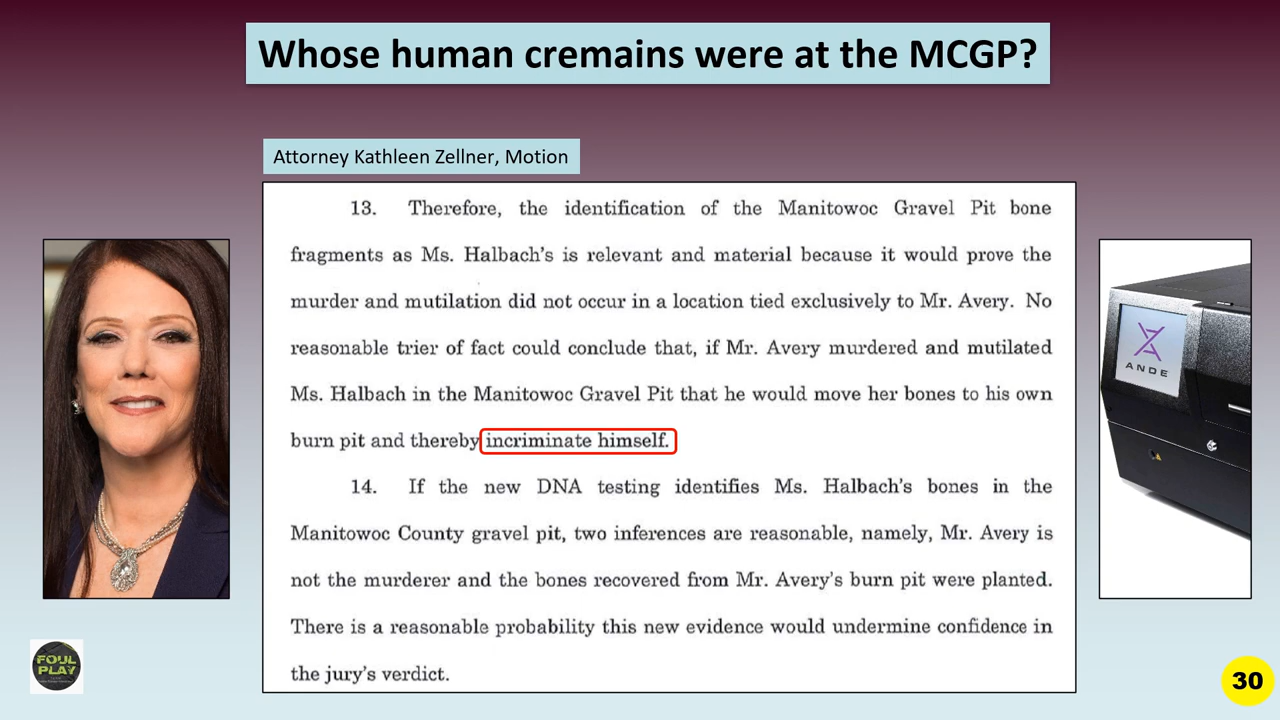 Whose human cremains were at the MCGP?
Attorney Kathleen Zellner, Motion
13. Therefore, the identification of the Manitowoc Gravel Pit bone
fragments as Ms. Halbach's is relevant and material because it would prove the
murder and mutilation did not occur in a location tied exclusively to Mr. Avery. No
reasonable trier of fact could conclude that, if Mr. Avery murdered and mutilated
Ms. Halbach in the Manitowoc Gravel Pit that he would move her bones to his own
burn pit and thereby incriminate himself.
14. If the new DNA testing identifies Ms. Halbach's bones in the
Manitowoc County gravel pit, two inferences are reasonable, namely, Mr. Avery is
not the murderer and the bones recovered from Mr. Avery's burn pit were planted.
There is a reasonable probability this new evidence would undermine confidence in
the jury's verdict.
ANDE
FOUL
PLAY
30